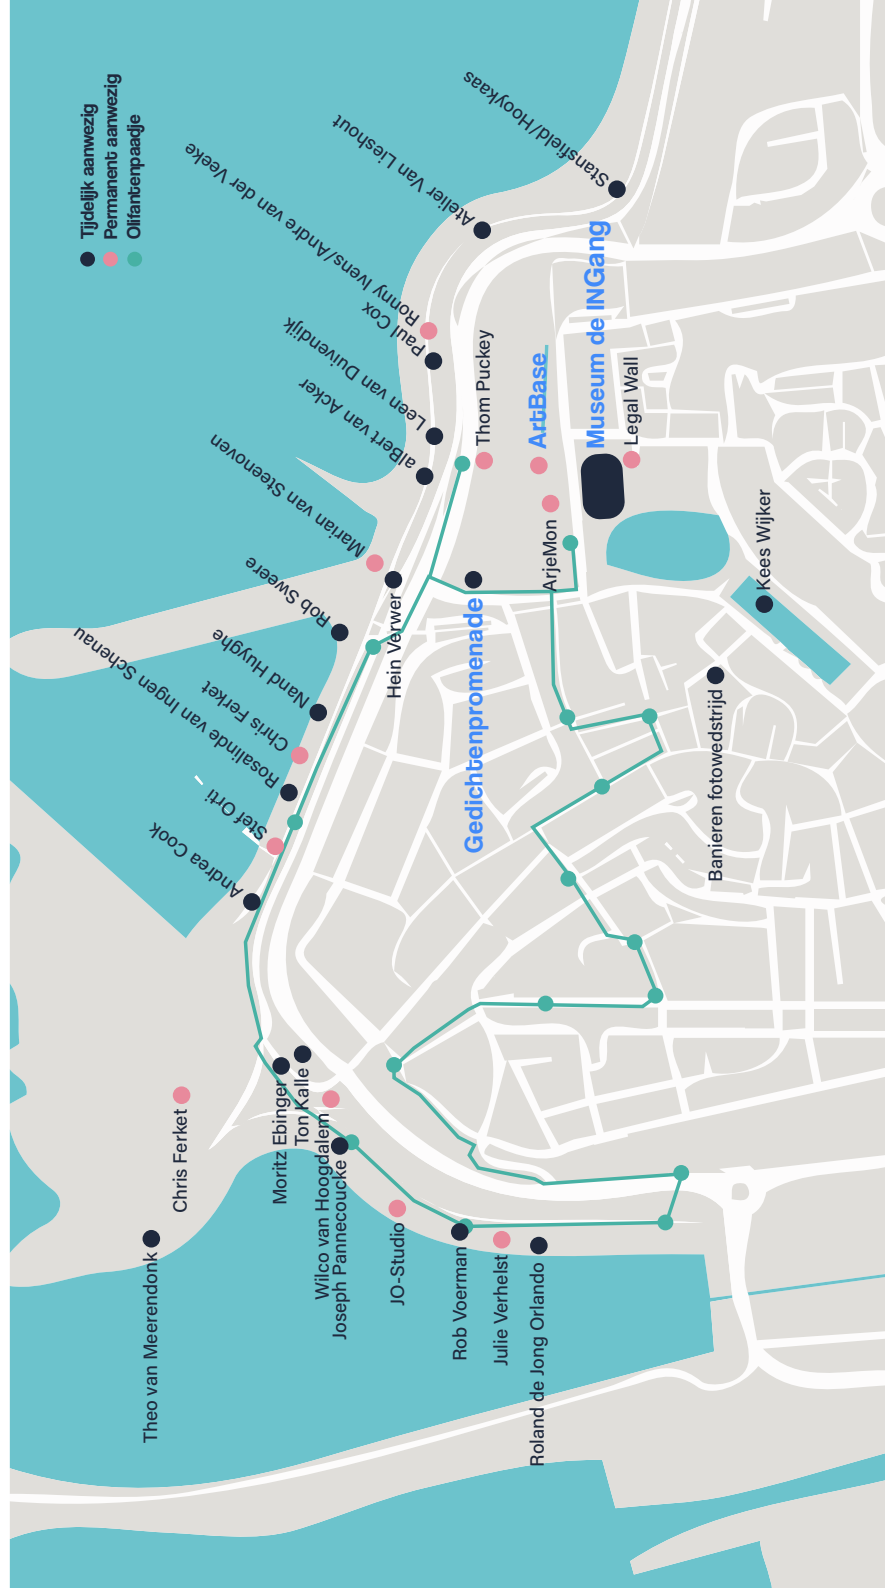 Tijdelijk aanwezig
Permanent aanwezig
Olifantenpaadje
Theo van Meerendonk
Chris Ferket
Moritz Ebinger
Ton Kalle
Wilco van Hoogdalem
Joseph Pannecoucke
JO-Studio
Rob Voerman
Julie Verhelst
Roland de Jong Orlando
Andrea Cook
Stef Orti
Rosalinde van Ingen Schenau
Chris Ferket
Nand Huyghe
Rob Sweere
Marian van Steenoven
Hein Verwer
alBert van Acker
Leen van Duivendijk
Paul Cox
Ronny Ivens/Andre van der Veeke
Atelier Van Lieshout
Stansfield/Hooykaas
Thom Puckey
ArtBase
Museum de INGang
Legal Wall
ArjeMon
Gedichtenpromenade
Kees Wijker
Banieren fotowedstrijd